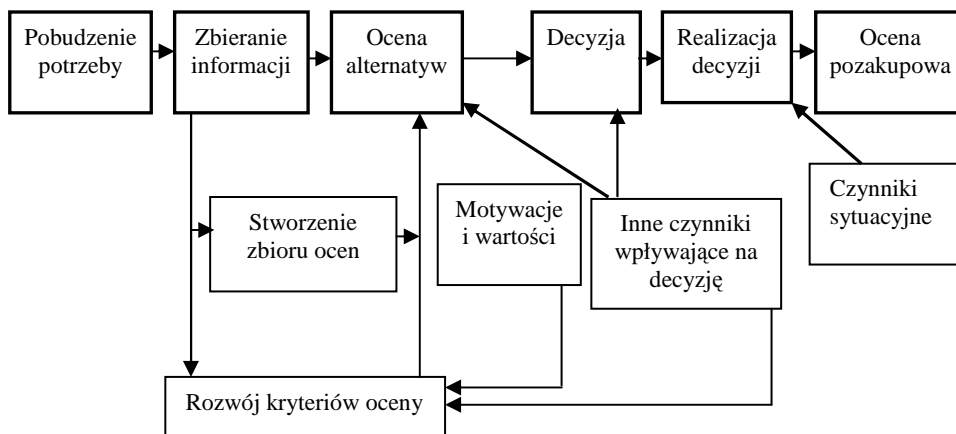 Pobudzenie
potrzeby
Zbieranie
informacji
Ocena
alternatyw
Decyzja
Realizacja
decyzji
Ocena
pozakupowa
Stworzenie
zbioru ocen
Motywacje
i wartości
Inne czynniki
wpływające na
decyzję
Czynniki
sytuacyjne
Rozwój kryteriów oceny